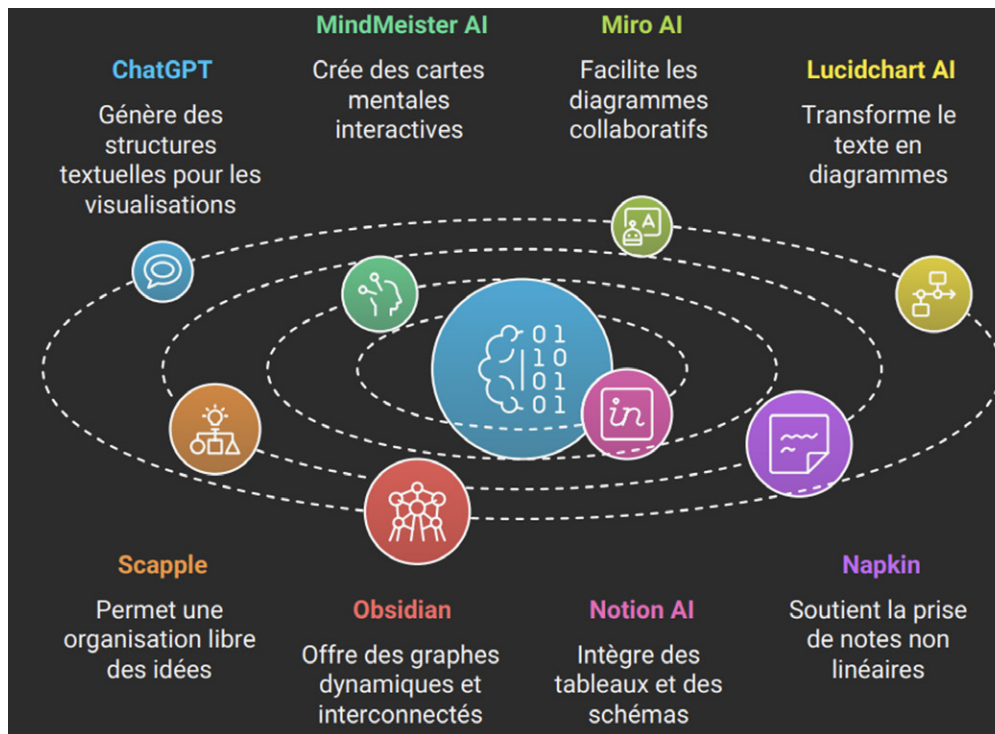 MindMeister AI
Crée des cartes
mentales
interactives
Miro AI
Facilite les
diagrammes
collaboratifs
ChatGPT
Génère des
structures
textuelles pour les
visualisations
Lucidchart AI
Transforme le
texte en
diagrammes
A
01
10
01
01
in
Scapple
Permet une
organisation libre
des idées
Obsidian
Offre des graphes
dynamiques et
interconnectés
Notion AI
Intègre des
tableaux et des
schémas
Napkin
Soutient la prise
de notes non
linéaires